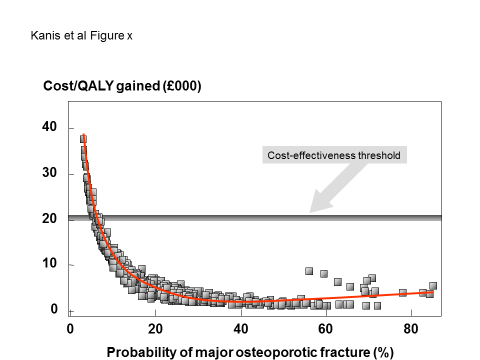 Kanis et al Figure x
Cost/QALY gained (£000)
40
30
20
10
0
Cost-effectiveness threshold
0 20 40 60 80
Probability of major osteoporotic fracture (%)